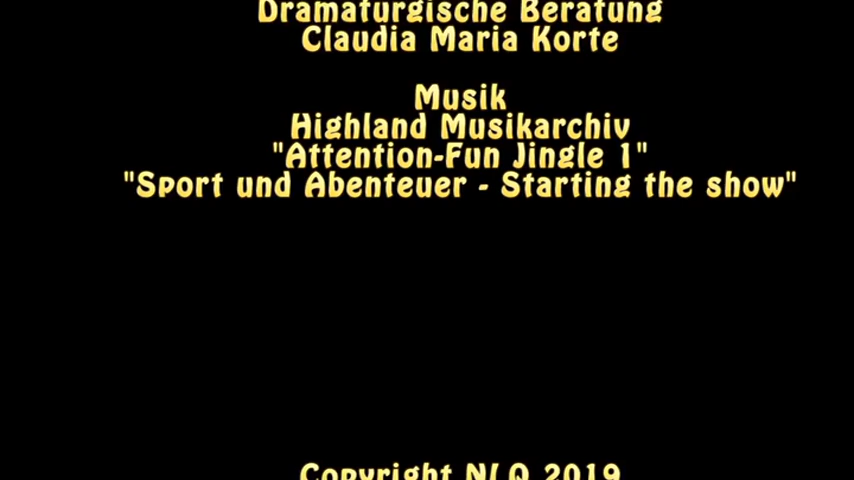 Dramaturgische Beratung
Claudia Maria Korte
Musik
Highland Musikarchiv
"Attention-Fun Jingle 1"
"Sport und Abenteuer - Starting the show"
Copyright NLQ 2019